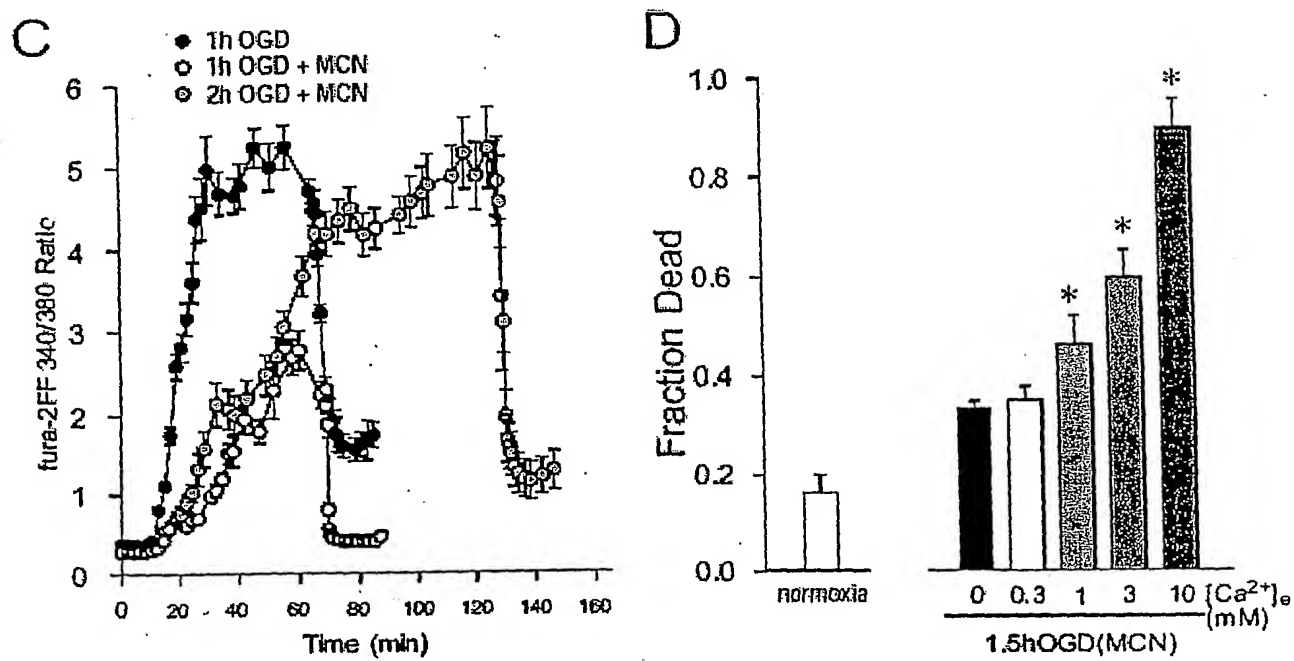 C
1h OGD
1h OGD + MCN
2h OGD + MCN
6
5
4
3
2
1
0
fura-2FF 340/380 Ratio
0 20 40 60 80 100 120 140 160
Time (min)
D
1.0
0.8
0.6
0.4
0.2
0.0
Fraction Dead
*
*
*
normoxia
0 0.3 1 3 10 {Ca²⁺}e
(mM)
1.5hOGD(MCN)